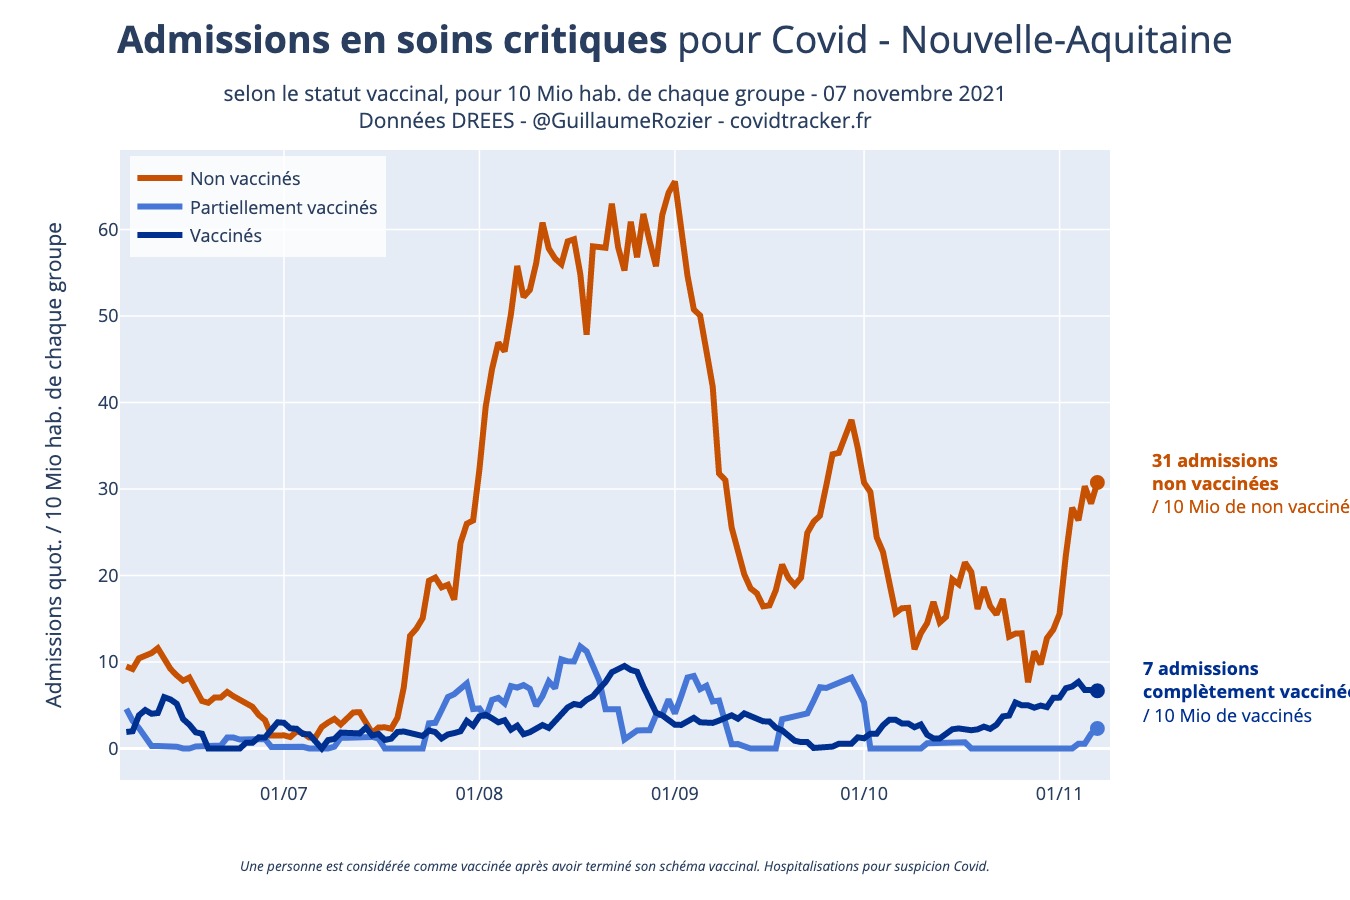 Admissions en soins critiques pour Covid - Nouvelle-Aquitaine
selon le statut vaccinal, pour 10 Mio hab. de chaque groupe - 07 novembre 2021
Données DREES - @GuillaumeRozier - covidtracker.fr
Non vaccinés
Partiellement vaccinés
Vaccinés
Admissions quot. / 10 Mio hab. de chaque groupe
60
50
40
30
20
10
0
01/07
01/08
01/09
01/10
01/11
31 admissions
non vaccinées
/ 10 Mio de non vacciné
7 admissions
complètement vacciné
/ 10 Mio de vaccinés
Une personne est considérée comme vaccinée après avoir terminé son schéma vaccinal. Hospitalisations pour suspicion Covid.